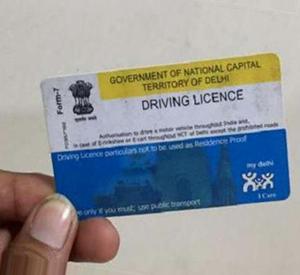 GOVERNMENT OF NATIONAL CAPITAL
TERRITORY OF DELHI
Form-7
DRIVING LICENCE
Authorisation to drive a motor vehicle throughout India and,
in case of E-rickshaw or E-cart throughout NCT of Delhi except the prohibited roads
Driving Licence particulars not to be used as Residence Proof
my delhi
I Care
only if you must; use public transport